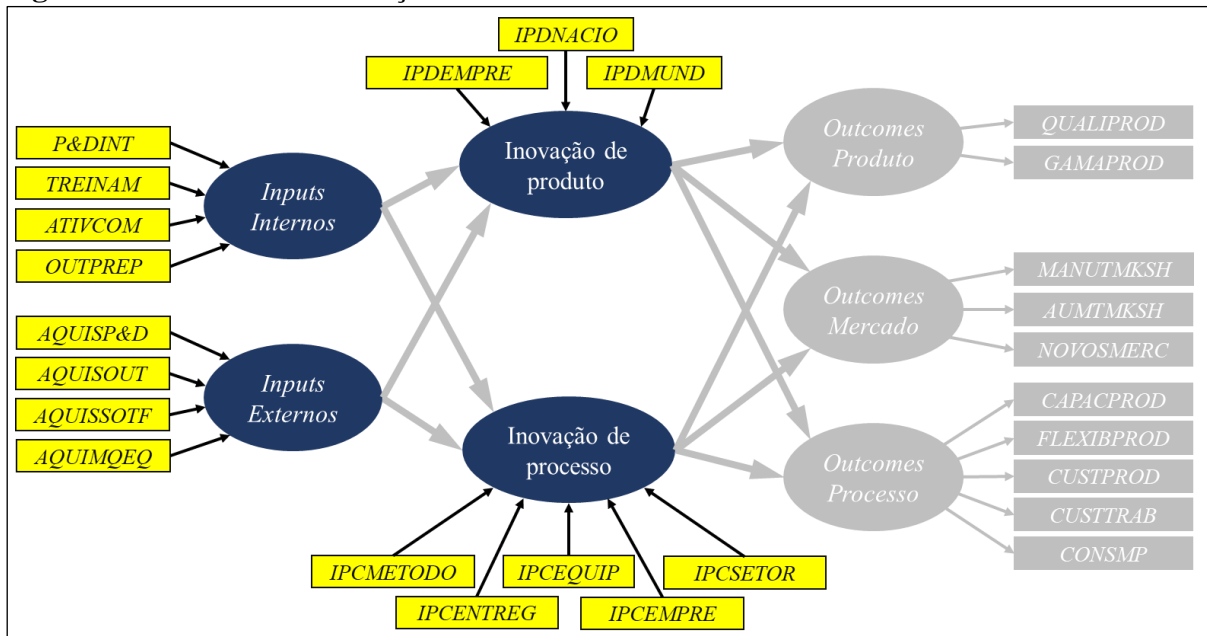 IPDNACIO
IPDEMPRE
IPDMUND
P&DINT
TREINAM
ATIVCOM
OUTPREP
Inputs
Internos
Inovação de
produto
Outcomes
Produto
QUALIPROD
GAMAPROD
AQUISP&D
AQUISOUT
AQUISSOTF
AQUIMQEQ
Inputs
Externos
Outcomes
Mercado
MANUTMKSH
AUMTMKSH
NOVOSMERC
Inovação de
processo
Outcomes
Processo
CAPACPROD
FLEXIBPROD
CUSTPROD
CUSTTRAB
CONSMP
IPCMETODO
IPCEQUIP
IPCSETOR
IPCENTREG
IPCEMPRE